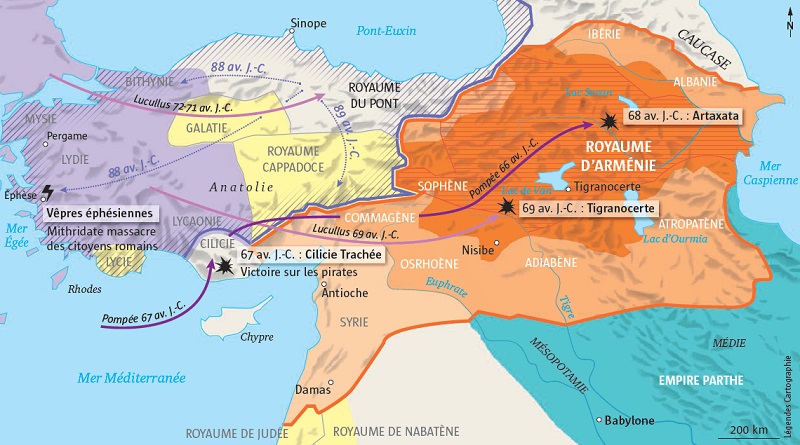 Sinope
Pont-Euxin
N
CAUCASE
IBÉRIE
ALBANIE
BITHYNIE
88 av. J.-C.
Lucullus 72-71 av. J.-C.
ROYAUME
DU PONT
89 av. J.-C.
Lac Sevan
68 av. J.-C. : Artaxata
MYSIE
Pergame
GALATIE
LYDIE
88 av. J.-C.
ROYAUME
CAPPADOCE
Anatolie
ROYAUME
D'ARMÉNIE
Pompée 66 av. J.-C.
SOPHÈNE
Lac de Van
Tigranocerte
Mer
Caspienne
Éphèse
Vêpres éphésiennes
Mithridate massacre
des citoyens romains
Mer
Égée
LYCAONIE
CILICIE
COMMAGÈNE
Lucullus 69 av. J.-C.
69 av. J.-C. : Tigranocerte
ATROPATÈNE
Lac d'Ourmia
Nisibe
67 av. J.-C. : Cilicie Trachée
Victoire sur les pirates
LYCIE
OSRHOÈNE
ADIABÈNE
Rhodes
Antioche
Euphrate
Tigre
Pompée 67 av. J.-C.
Chypre
SYRIE
MÉSOPOTAMIE
MÉDIE
Mer Méditerranée
Damas
EMPIRE PARTHE
Babylone
ROYAUME DE JUDÉE
ROYAUME DE NABATÈNE
200 km
Légendes Cartographie